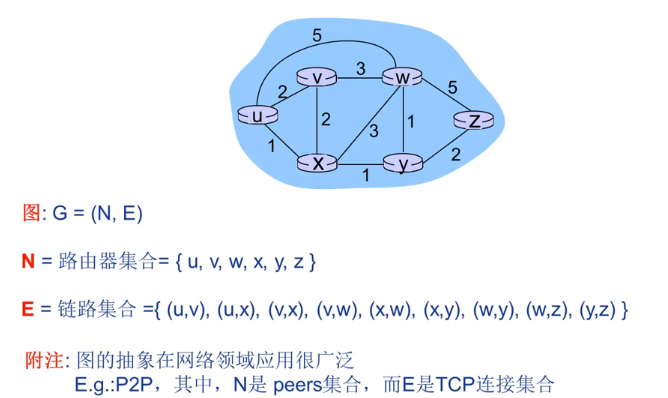 5
v
3
w
5
2
u
2
3
1
z
1
x
1
y
2
图: G = (N, E)
N = 路由器集合= { u, v, w, x, y, z }
E = 链路集合 ={ (u,v), (u,x), (v,x), (v,w), (x,w), (x,y), (w,y), (w,z), (y,z) }
附注: 图的抽象在网络领域应用很广泛
E.g.:P2P，其中，N是 peers集合，而E是TCP连接集合